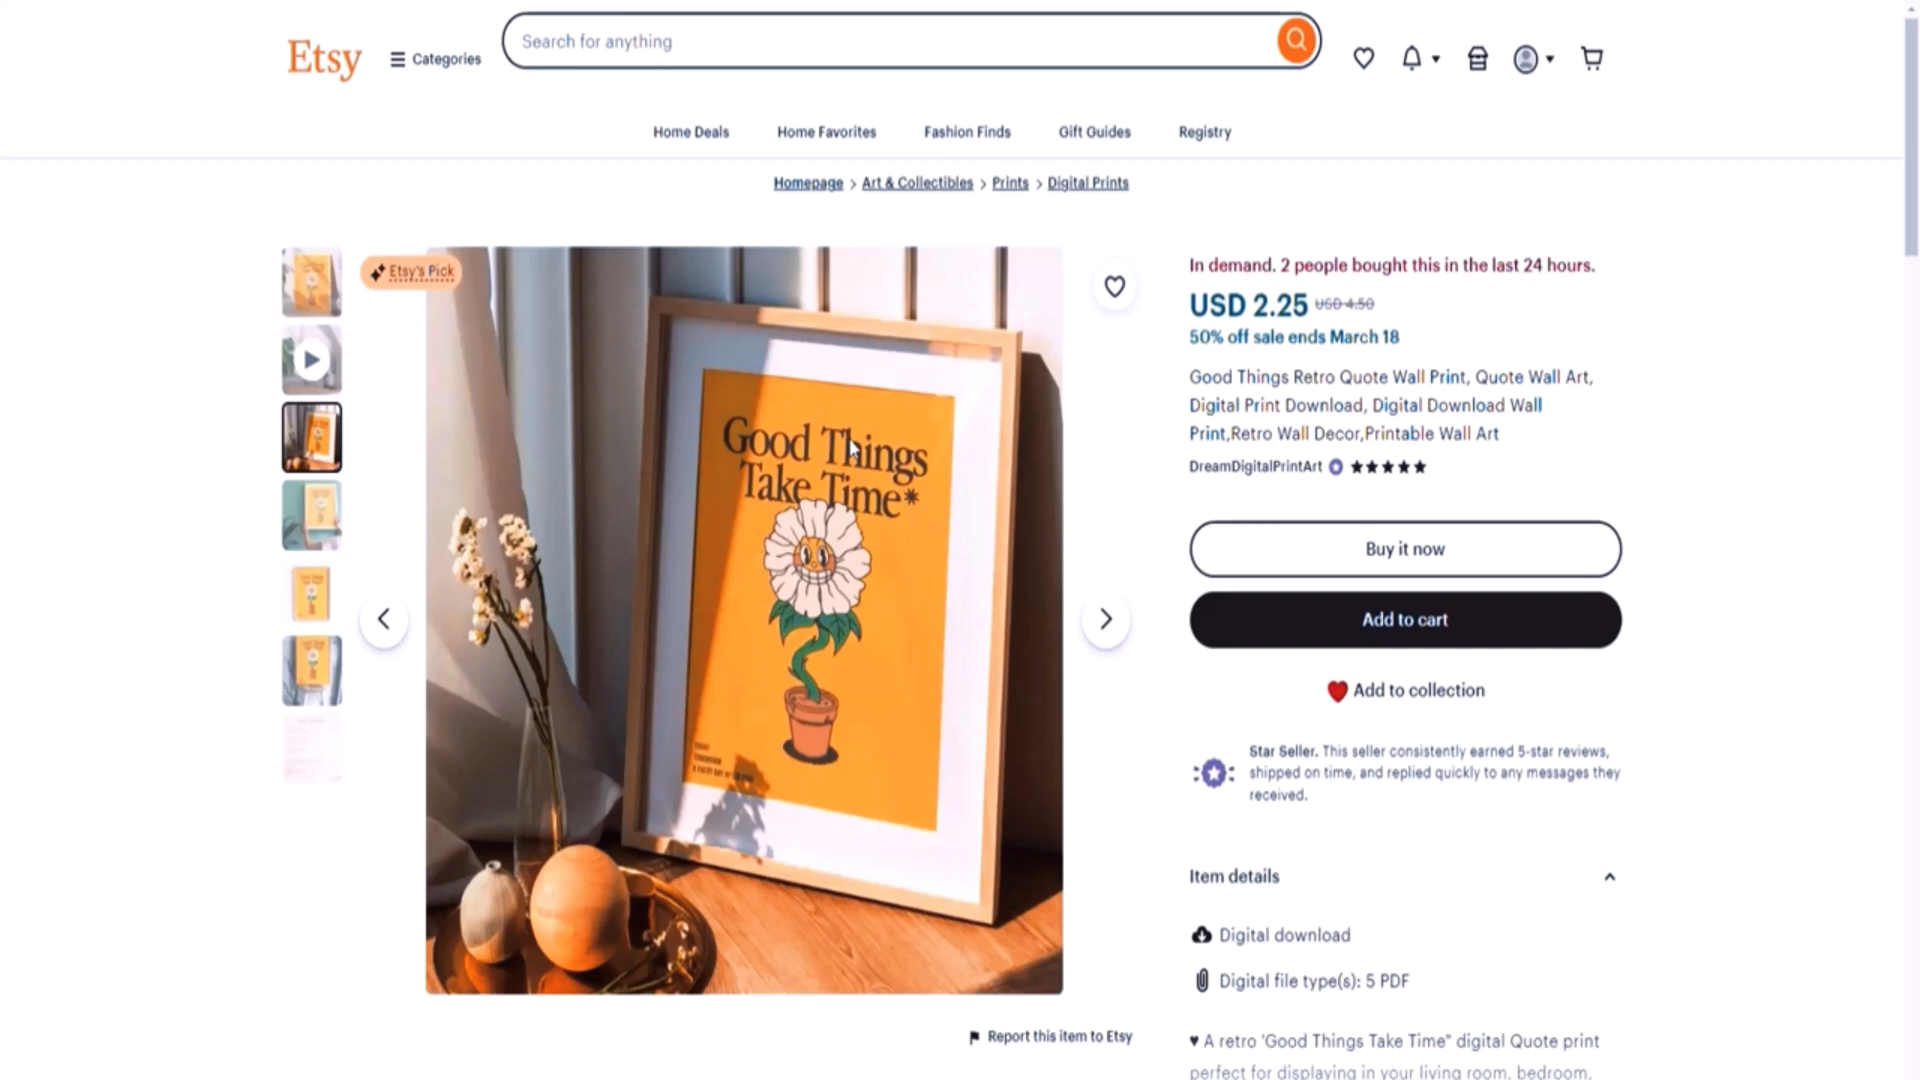 Etsy
Categories
Search for anything
Home Deals
Home Favorites
Fashion Finds
Gift Guides
Registry
Homepage > Art & Collectibles > Prints > Digital Prints
Etsy's Pick
Good Things
Take Time*
In demand. 2 people bought this in the last 24 hours.
USD 2.25 USD 4.50
50% off sale ends March 18
Good Things Retro Quote Wall Print, Quote Wall Art,
Digital Print Download, Digital Download Wall
Print,Retro Wall Decor,Printable Wall Art
DreamDigitalPrintArt ★★★★★
Buy it now
Add to cart
Add to collection
Star Seller. This seller consistently earned 5-star reviews,
shipped on time, and replied quickly to any messages they
received.
Item details
Digital download
Digital file type(s): 5 PDF
♥ A retro 'Good Things Take Time" digital Quote print
perfect for displaying in your living room, bedroom,
Report this item to Etsy